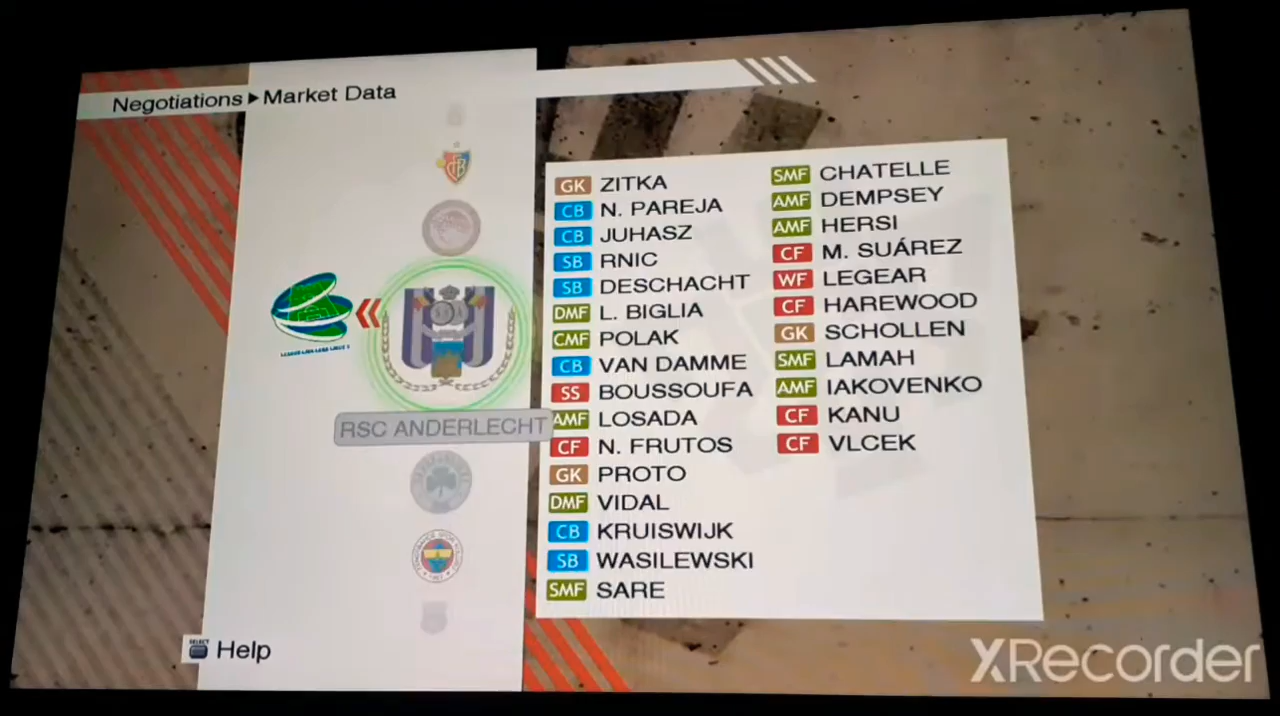 Negotiations ▶ Market Data
RSC ANDERLECHT
GK ZITKA
CB N. PAREJA
CB JUHASZ
SB RNIC
SB DESCHACHT
DMF L. BIGLIA
CMF POLAK
CB VAN DAMME
SS BOUSSOUFA
AMF LOSADA
CF N. FRUTOS
GK PROTO
DMF VIDAL
CB KRUISWIJK
SB WASILEWSKI
SMF SARE
SMF CHATELLE
AMF DEMPSEY
AMF HERSI
CF M. SUÁREZ
WF LEGEAR
CF HAREWOOD
GK SCHOLLEN
SMF LAMAH
AMF IAKOVENKO
CF KANU
CF VLCEK
SELECT
Help
XRecorder